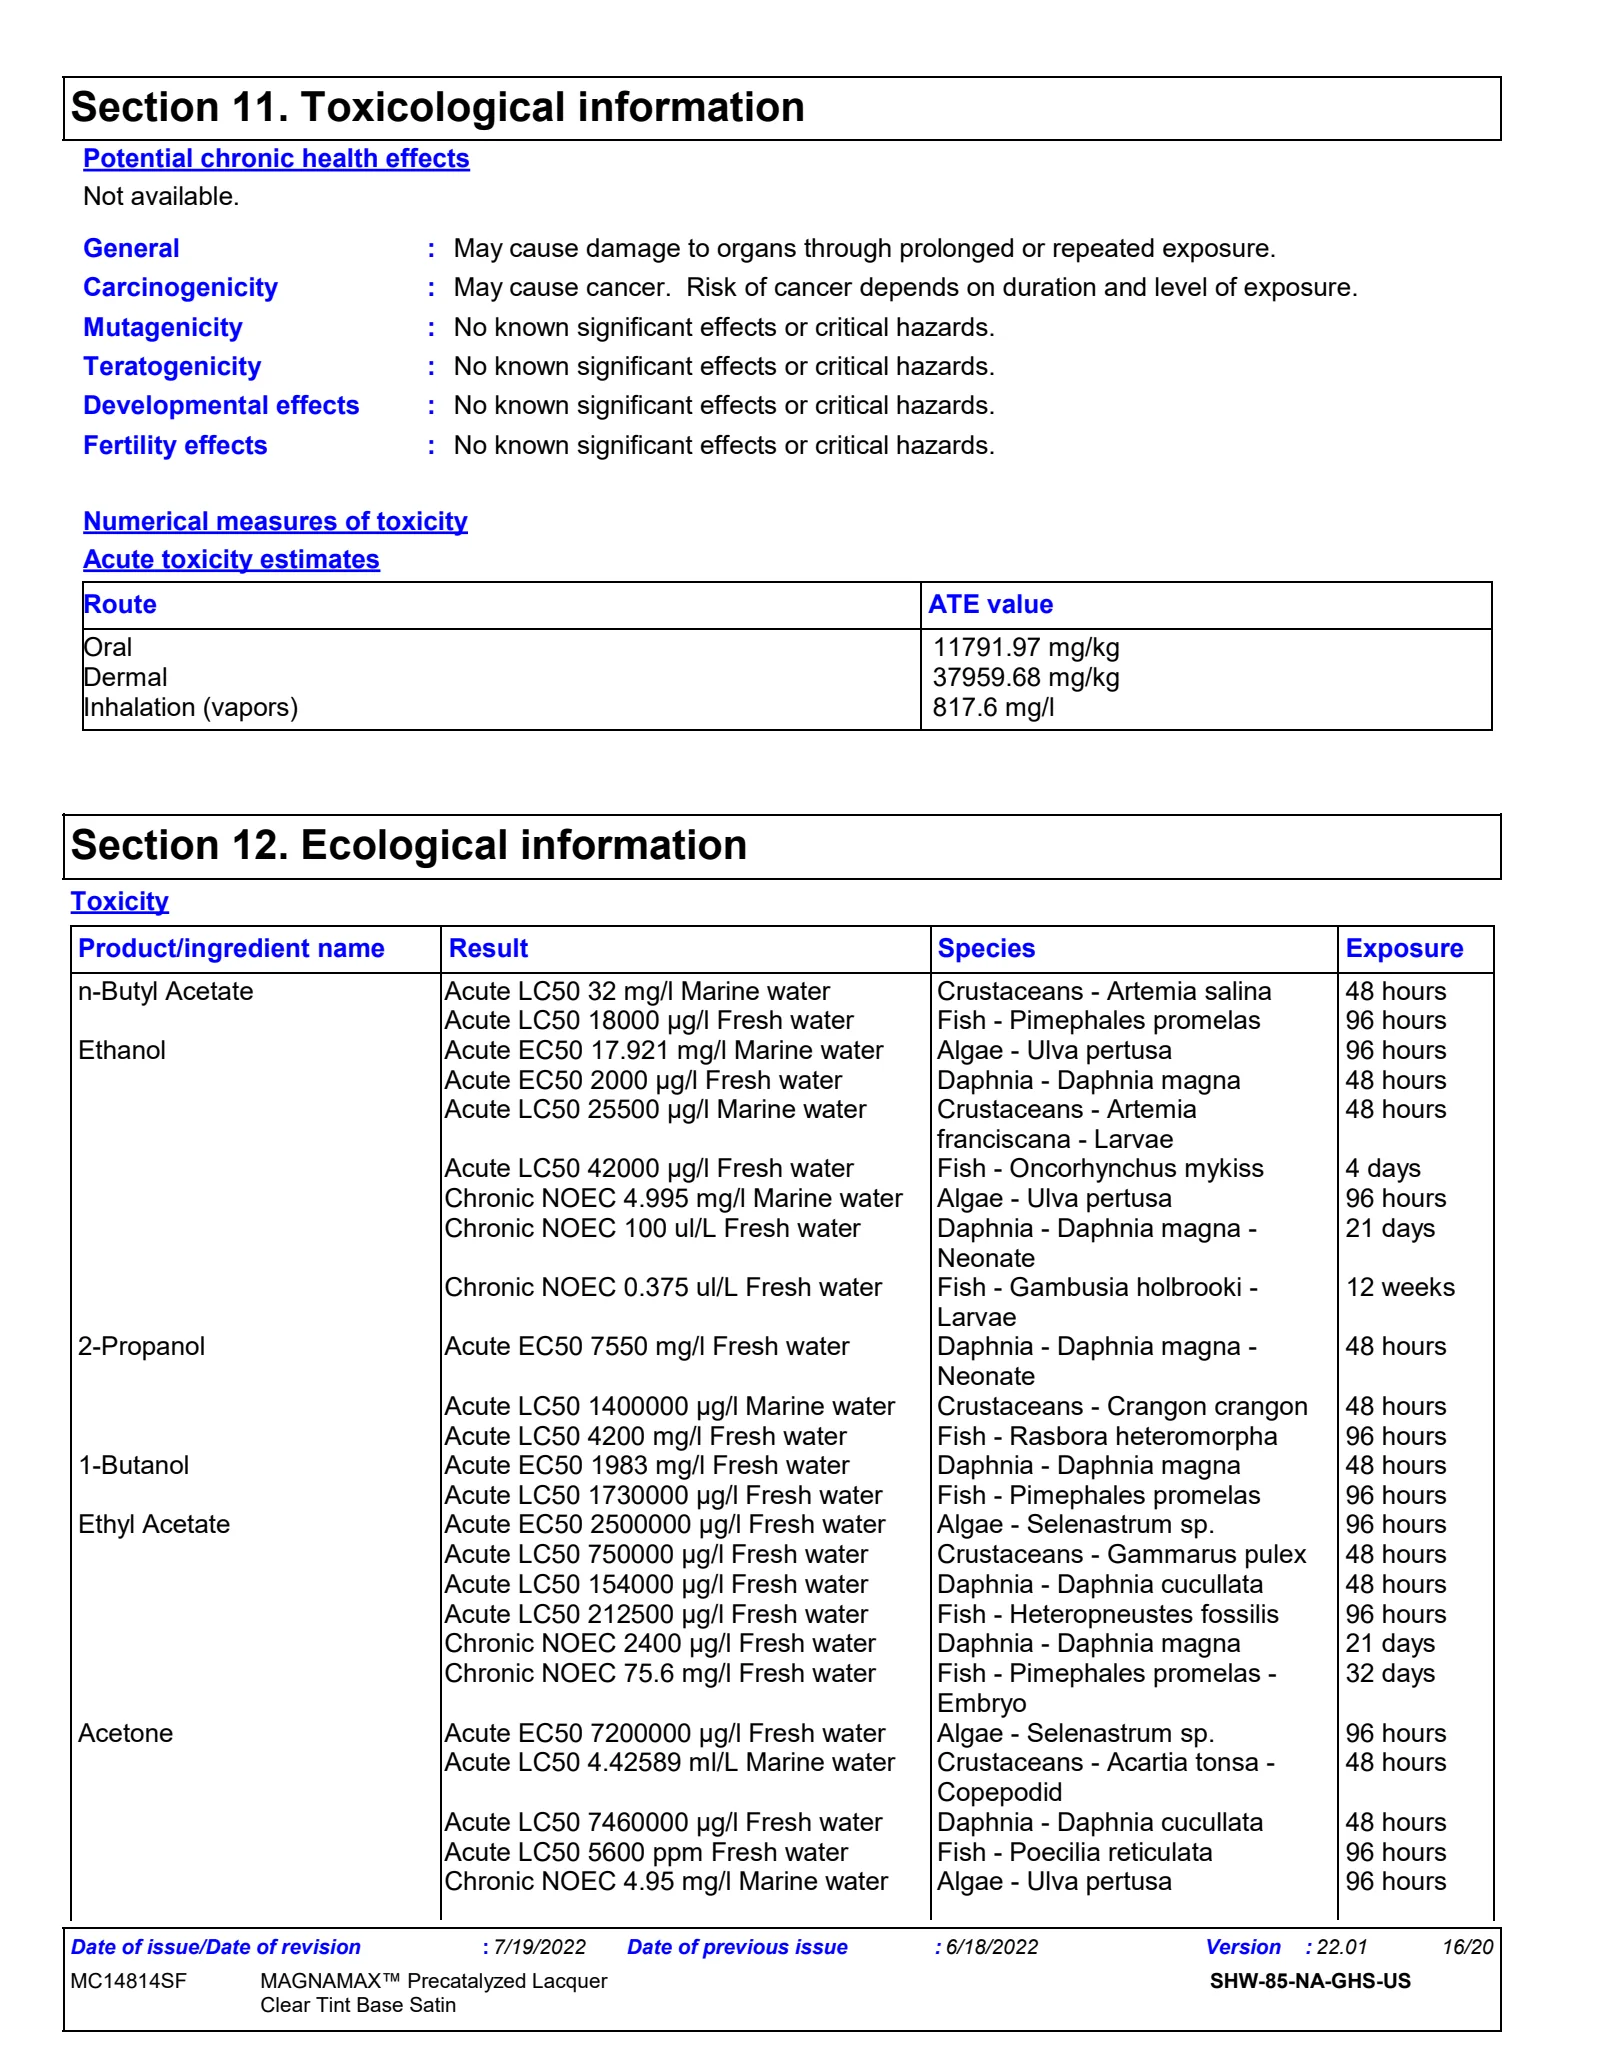 Section 11. Toxicological information
Potential chronic health effects
Not available.
General : May cause damage to organs through prolonged or repeated exposure.
Carcinogenicity : May cause cancer. Risk of cancer depends on duration and level of exposure.
Mutagenicity : No known significant effects or critical hazards.
Teratogenicity : No known significant effects or critical hazards.
Developmental effects : No known significant effects or critical hazards.
Fertility effects : No known significant effects or critical hazards.
Numerical measures of toxicity
Acute toxicity estimates
Route ATE value
Oral 11791.97 mg/kg
Dermal 37959.68 mg/kg
Inhalation (vapors) 817.6 mg/l
Section 12. Ecological information
Toxicity
Product/ingredient name Result Species Exposure
n-Butyl Acetate Acute LC50 32 mg/l Marine water Crustaceans - Artemia salina 48 hours
Acute LC50 18000 µg/l Fresh water Fish - Pimephales promelas 96 hours
Ethanol Acute EC50 17.921 mg/l Marine water Algae - Ulva pertusa 96 hours
Acute EC50 2000 µg/l Fresh water Daphnia - Daphnia magna 48 hours
Acute LC50 25500 µg/l Marine water Crustaceans - Artemia 48 hours
franciscana - Larvae
Acute LC50 42000 µg/l Fresh water Fish - Oncorhynchus mykiss 4 days
Chronic NOEC 4.995 mg/l Marine water Algae - Ulva pertusa 96 hours
Chronic NOEC 100 ul/L Fresh water Daphnia - Daphnia magna - 21 days
Neonate
Chronic NOEC 0.375 ul/L Fresh water Fish - Gambusia holbrooki - 12 weeks
Larvae
2-Propanol Acute EC50 7550 mg/l Fresh water Daphnia - Daphnia magna - 48 hours
Neonate
Acute LC50 1400000 µg/l Marine water Crustaceans - Crangon crangon 48 hours
Acute LC50 4200 mg/l Fresh water Fish - Rasbora heteromorpha 96 hours
1-Butanol Acute EC50 1983 mg/l Fresh water Daphnia - Daphnia magna 48 hours
Acute LC50 1730000 µg/l Fresh water Fish - Pimephales promelas 96 hours
Ethyl Acetate Acute EC50 2500000 µg/l Fresh water Algae - Selenastrum sp. 96 hours
Acute LC50 750000 µg/l Fresh water Crustaceans - Gammarus pulex 48 hours
Acute LC50 154000 µg/l Fresh water Daphnia - Daphnia cucullata 48 hours
Acute LC50 212500 µg/l Fresh water Fish - Heteropneustes fossilis 96 hours
Chronic NOEC 2400 µg/l Fresh water Daphnia - Daphnia magna 21 days
Chronic NOEC 75.6 mg/l Fresh water Fish - Pimephales promelas - 32 days
Embryo
Acetone Acute EC50 7200000 µg/l Fresh water Algae - Selenastrum sp. 96 hours
Acute LC50 4.42589 ml/L Marine water Crustaceans - Acartia tonsa - 48 hours
Copepodid
Acute LC50 7460000 µg/l Fresh water Daphnia - Daphnia cucullata 48 hours
Acute LC50 5600 ppm Fresh water Fish - Poecilia reticulata 96 hours
Chronic NOEC 4.95 mg/l Marine water Algae - Ulva pertusa 96 hours
Date of issue/Date of revision : 7/19/2022 Date of previous issue : 6/18/2022 Version : 22.01 16/20
MC14814SF MAGNAMAX™ Precatalyzed Lacquer SHW-85-NA-GHS-US
Clear Tint Base Satin